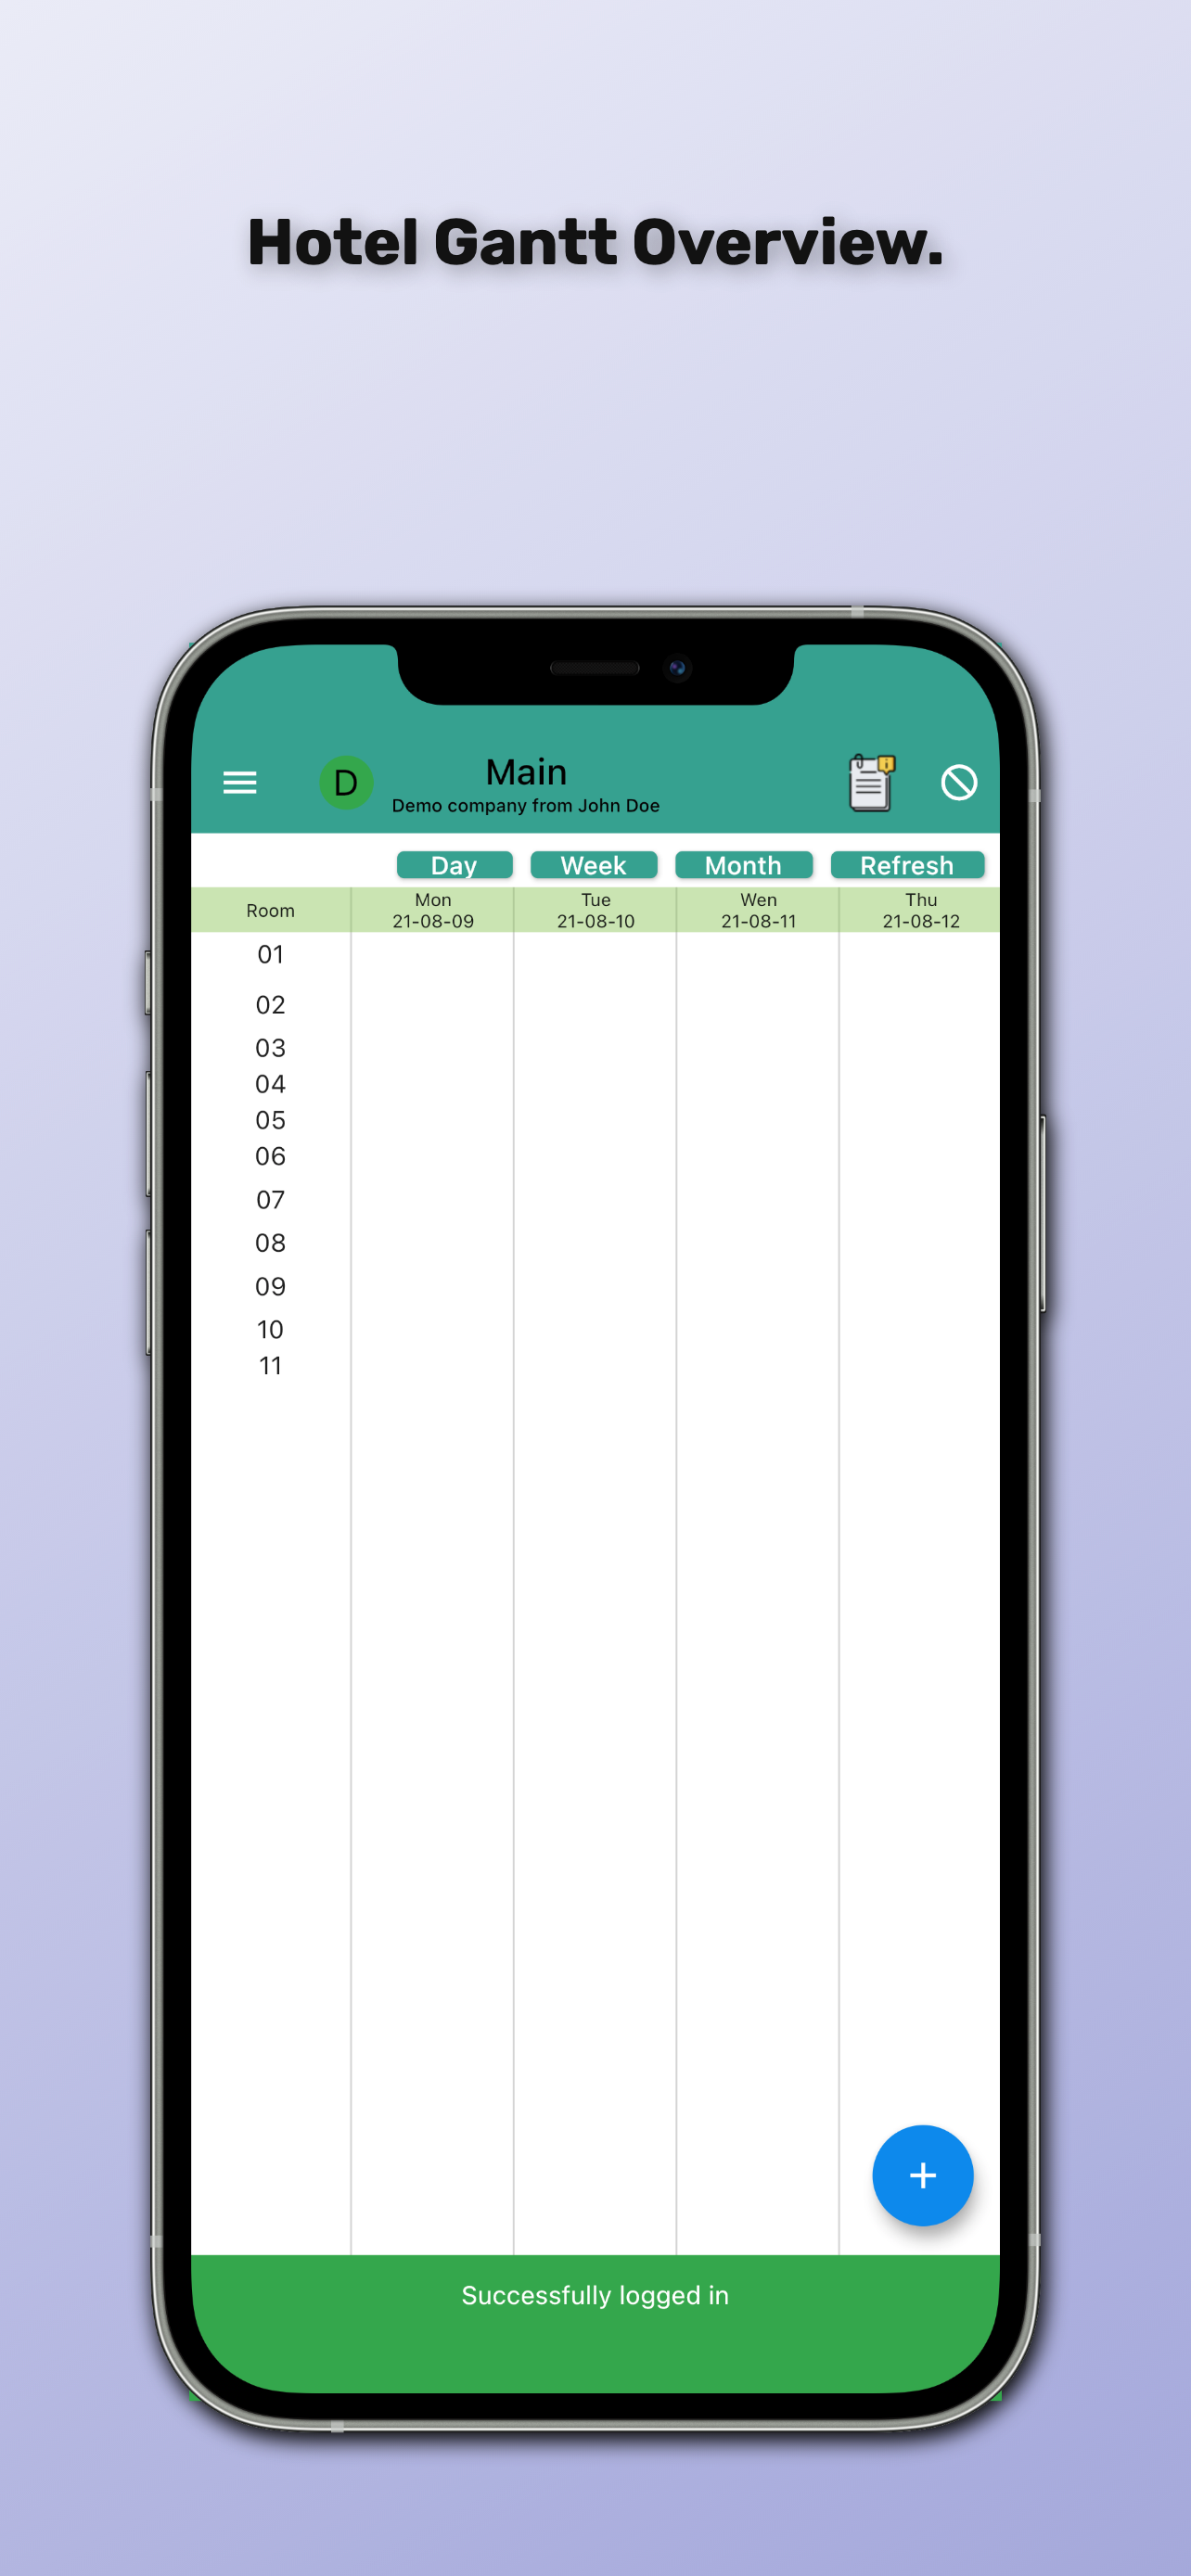 Hotel Gantt Overview.
D
Main
Demo company from John Doe
Day Week Month Refresh
Room Mon Tue Wen Thu
21-08-09 21-08-10 21-08-11 21-08-12
01
02
03
04
05
06
07
08
09
10
11
+
Successfully logged in